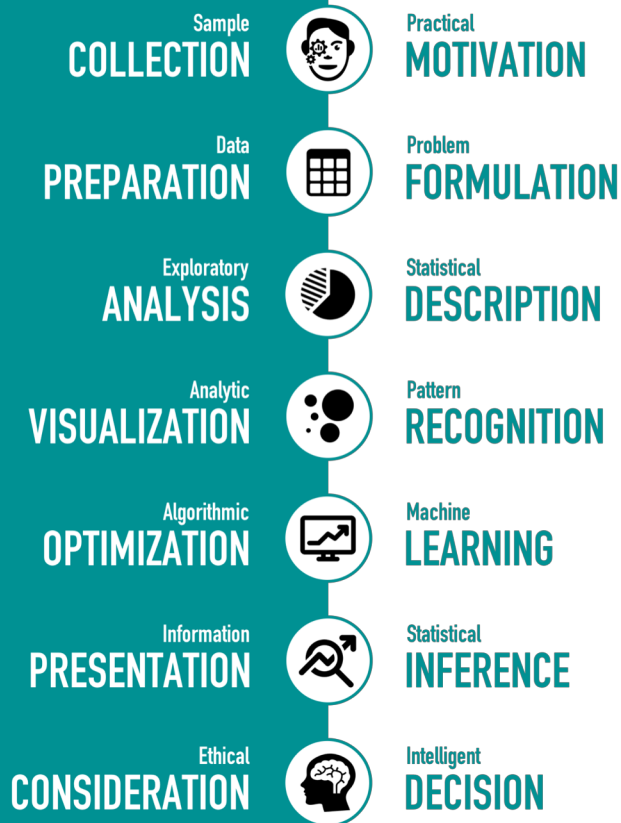 Sample
COLLECTION
Practical
MOTIVATION
Data
PREPARATION
Problem
FORMULATION
Exploratory
ANALYSIS
Statistical
DESCRIPTION
Analytic
VISUALIZATION
Pattern
RECOGNITION
Algorithmic
OPTIMIZATION
Machine
LEARNING
Information
PRESENTATION
Statistical
INFERENCE
Ethical
CONSIDERATION
Intelligent
DECISION